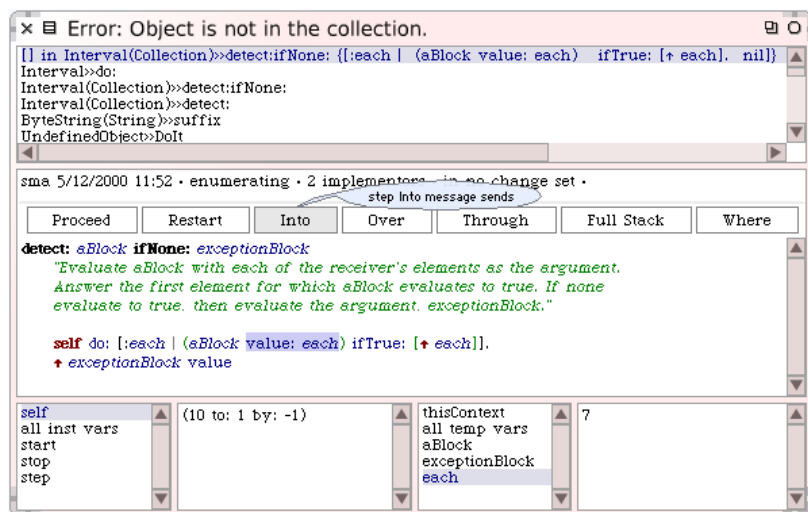 Error: Object is not in the collection.
[] in Interval(Collection)>>detect:ifNone: {[:each | (aBlock value: each) ifTrue: [↑ each]. nil]}
Interval>>do:
Interval(Collection)>>detect:ifNone:
Interval(Collection)>>detect:
ByteString(String)>>suffix
UndefinedObject>>DoIt
sma 5/12/2000 11:52 · enumerating · 2 implementors · in no change set ·
step Into message sends
Proceed Restart Into Over Through Full Stack Where
detect: aBlock ifNone: exceptionBlock
"Evaluate aBlock with each of the receiver's elements as the argument.
Answer the first element for which aBlock evaluates to true. If none
evaluate to true, then evaluate the argument, exceptionBlock."
self do: [:each | (aBlock value: each) ifTrue: [↑ each]].
↑ exceptionBlock value
self
all inst vars
start
stop
step
(10 to: 1 by: -1)
thisContext
all temp vars
aBlock
exceptionBlock
each
7